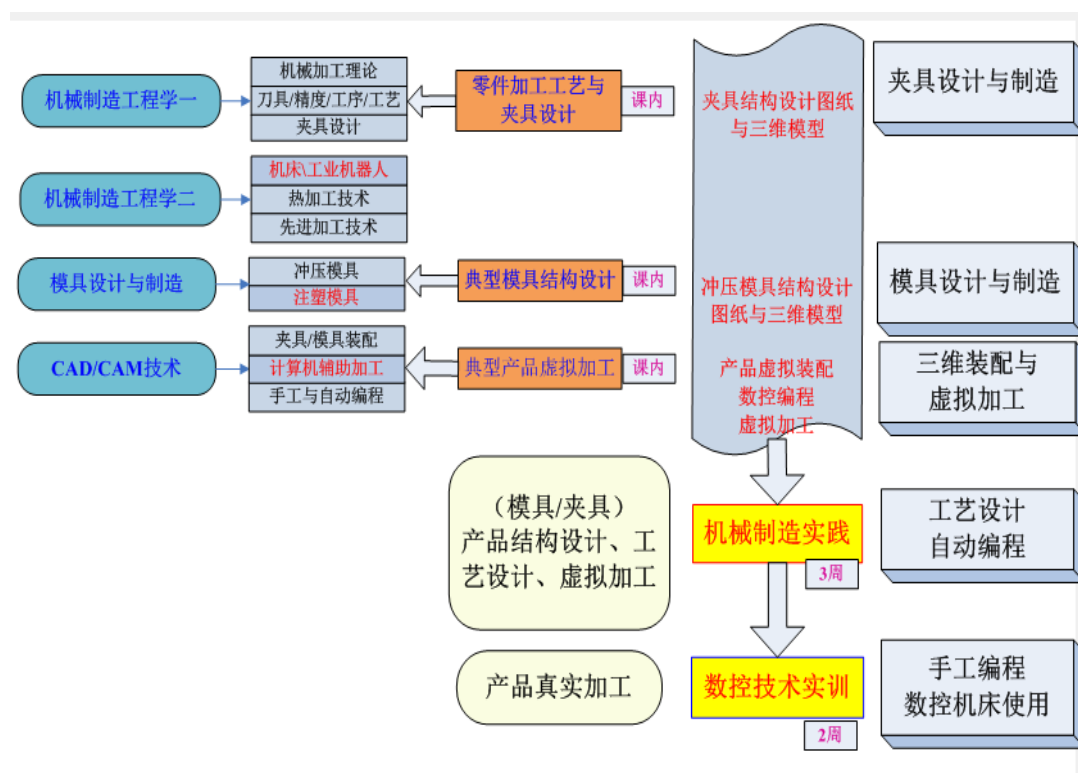 机械制造工程学一
机械加工理论
刀具/精度/工序/工艺
夹具设计
零件加工工艺与
夹具设计
课内
夹具结构设计图纸
与三维模型
夹具设计与制造
机械制造工程学二
机床\工业机器人
热加工技术
先进加工技术
模具设计与制造
冲压模具
注塑模具
典型模具结构设计
课内
冲压模具结构设计
图纸与三维模型
模具设计与制造
CAD/CAM技术
夹具/模具装配
计算机辅助加工
手工与自动编程
典型产品虚拟加工
课内
产品虚拟装配
数控编程
虚拟加工
三维装配与
虚拟加工
（模具/夹具）
产品结构设计、工
艺设计、虚拟加工
机械制造实践
3周
工艺设计
自动编程
产品真实加工
数控技术实训
2周
手工编程
数控机床使用